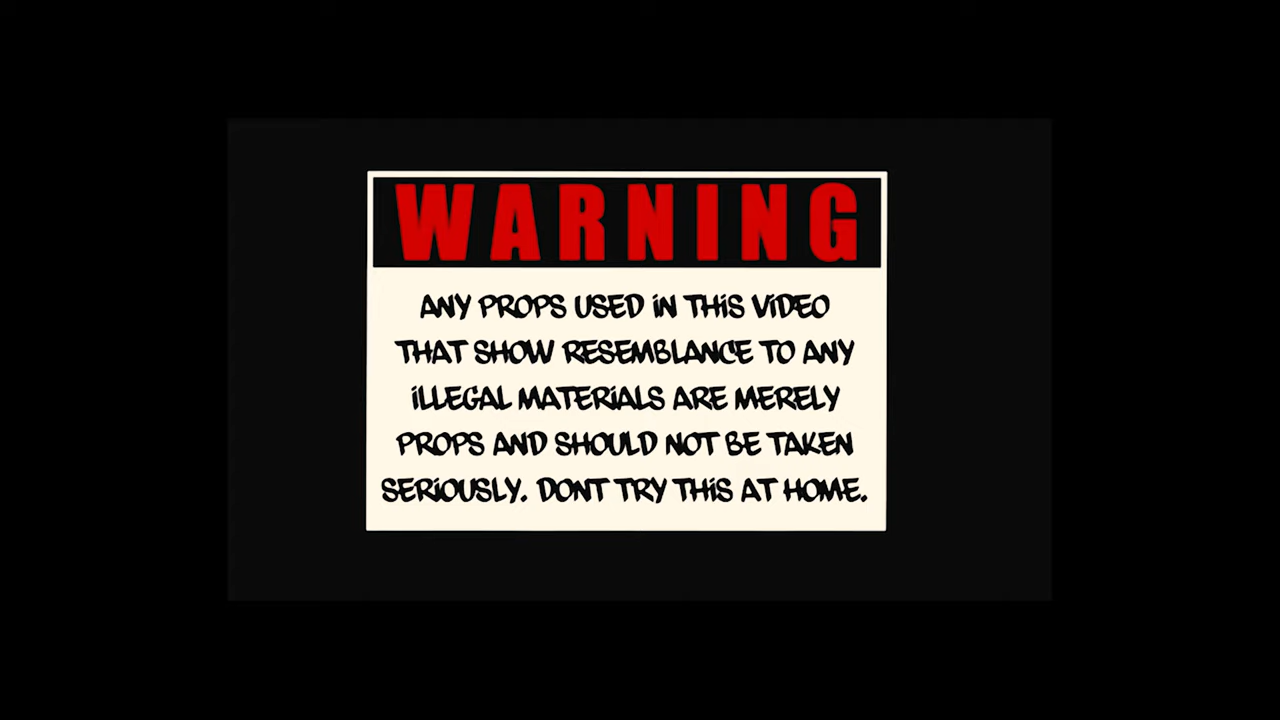 WARNING
ANY PROPS USED iN THiS ViDEO
THAT SHOW RESEMBLANCE TO ANY
iLLEGAL MATERiALS ARE MERELY
PROPS AND SHOULD NOT BE TAKEN
SERiOUSLY. DONT TRY THiS AT HOME.